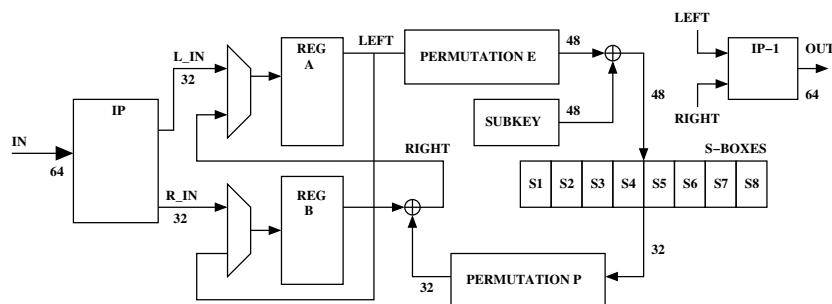 LEFT
REG
A
LEFT
PERMUTATION E
48
IP-1
OUT
L_IN
32
64
IP
SUBKEY
48
48
RIGHT
IN
64
RIGHT
S-BOXES
R_IN
32
REG
B
S1 S2 S3 S4 S5 S6 S7 S8
32
32
PERMUTATION P